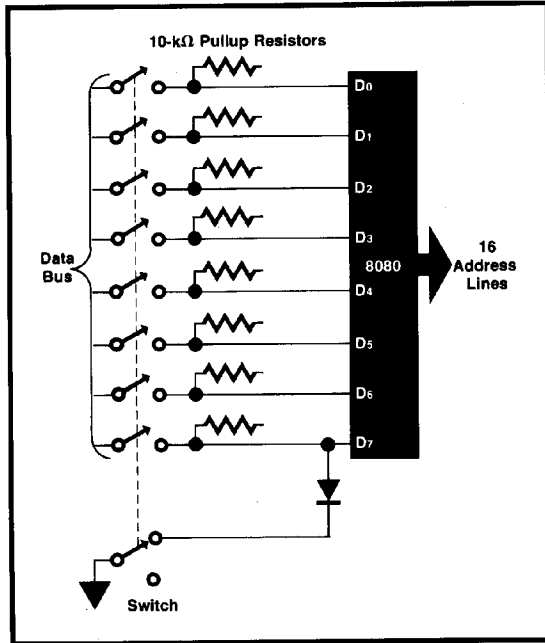 10-kΩ Pullup Resistors
D0
D1
D2
D3
Data
Bus
8080
16
Address
Lines
D4
D5
D6
D7
Switch